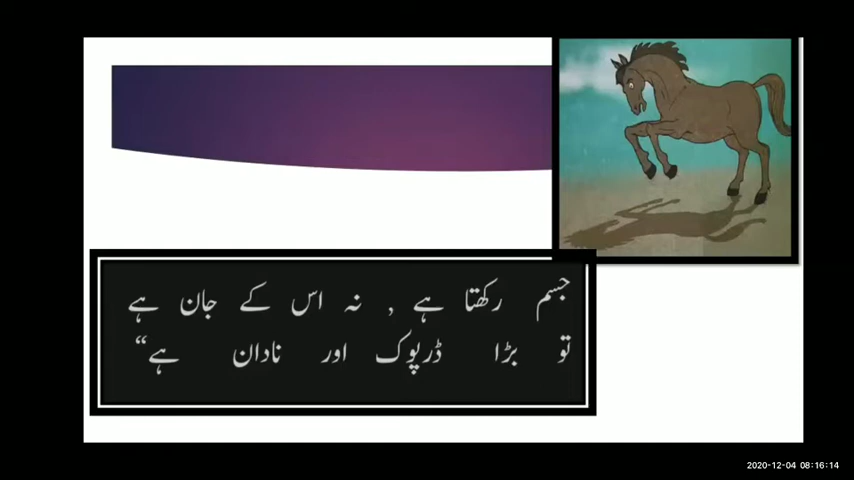 جسم رکھتا ہے , نہ اس کے جان ہے
تو بڑا ڈرپوک اور نادان ہے“
2020-12-04 08:16:14